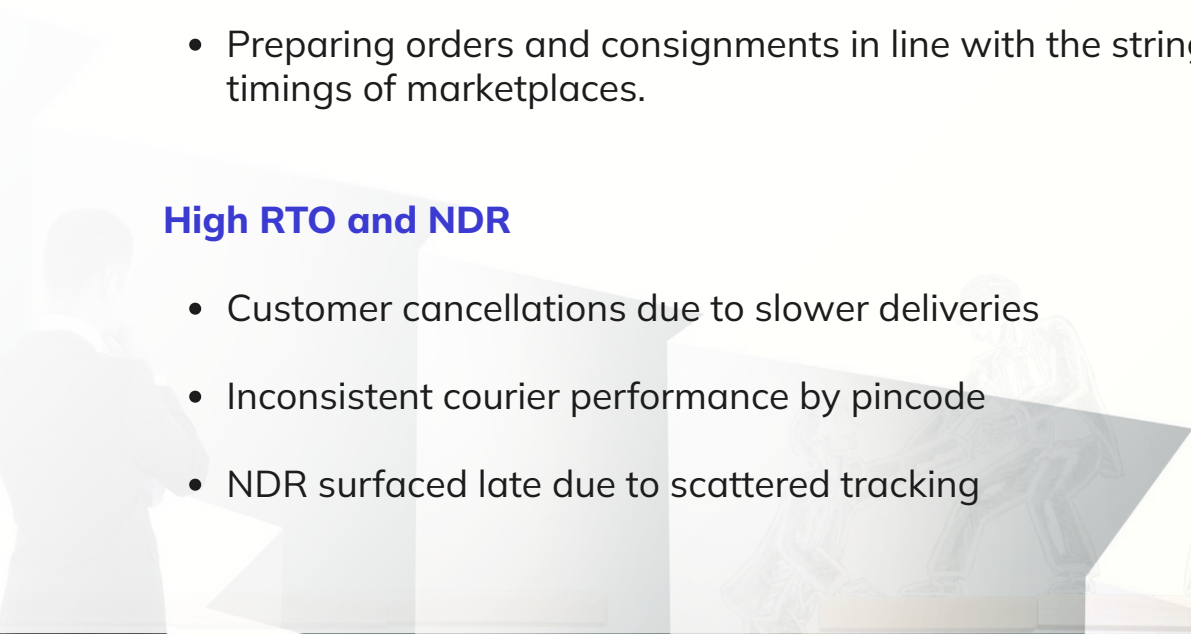 • Preparing orders and consignments in line with the
timings of marketplaces.
High RTO and NDR
• Customer cancellations due to slower deliveries
• Inconsistent courier performance by pincode
• NDR surfaced late due to scattered tracking